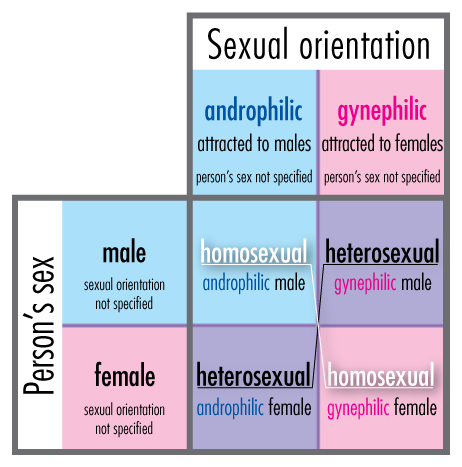 Sexual orientation
androphilic
attracted to males
person's sex not specified
gynephilic
attracted to females
person's sex not specified
Person's sex
male
sexual orientation
not specified
homosexual
androphilic male
heterosexual
gynephilic male
female
sexual orientation
not specified
heterosexual
androphilic female
homosexual
gynephilic female